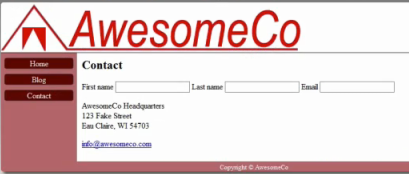 AwesomeCo
Home
Blog
Contact
Contact
First name Last name Email
AwesomeCo Headquarters
123 Fake Street
Eau Claire, WI 54703
info@awesomeco.com
Copyright © AwesomeCo